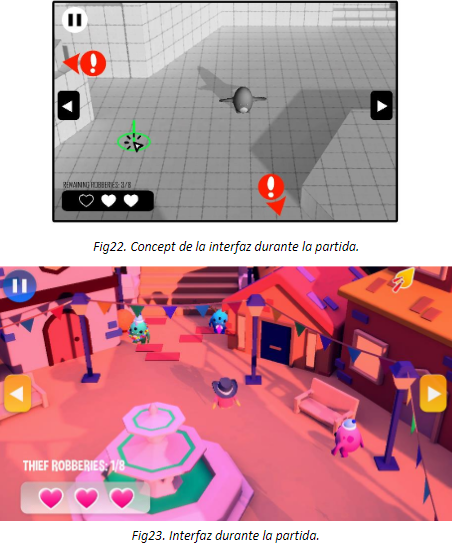 REMAINING ROBBERIES: 3/8
Fig22. Concept de la interfaz durante la partida.
THIEF ROBBERIES: 1/8
Fig23. Interfaz durante la partida.